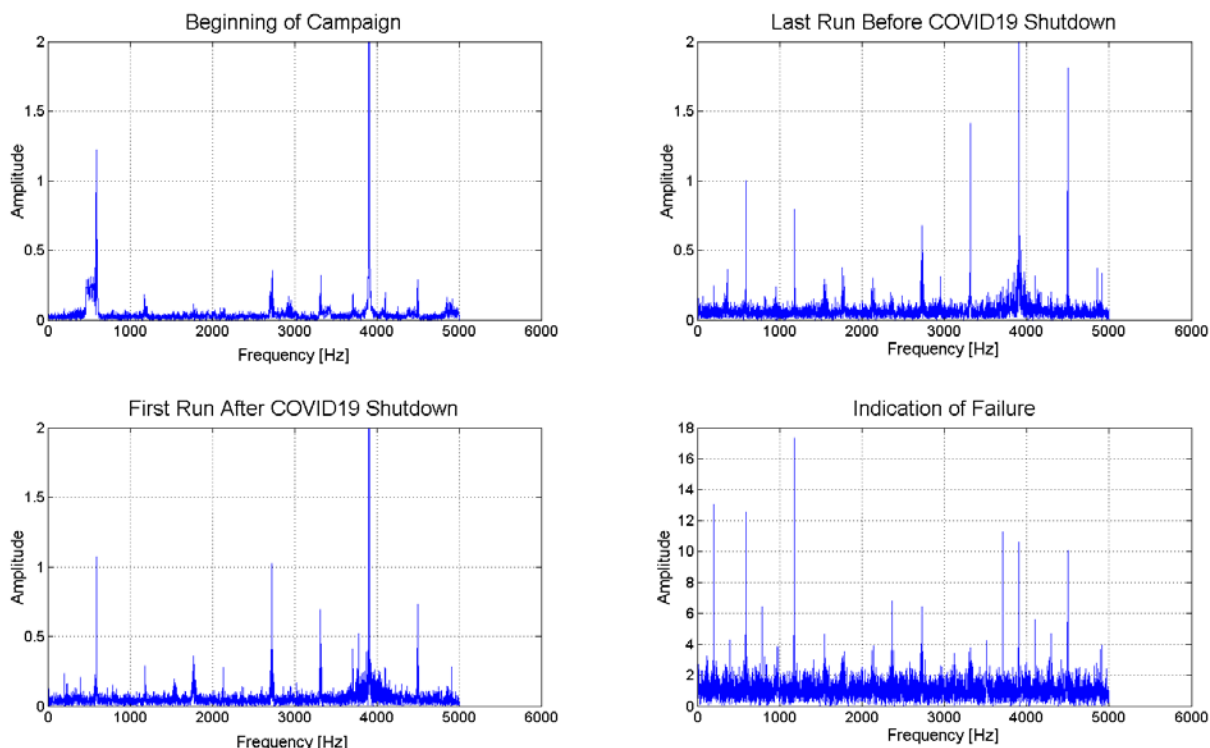 Beginning of Campaign
2
1.5
1
0.5
0
Amplitude
0 1000 2000 3000 4000 5000 6000
Frequency [Hz]
Last Run Before COVID19 Shutdown
2
1.5
1
0.5
0
Amplitude
0 1000 2000 3000 4000 5000 6000
Frequency [Hz]
First Run After COVID19 Shutdown
2
1.5
1
0.5
0
Amplitude
0 1000 2000 3000 4000 5000 6000
Frequency [Hz]
Indication of Failure
18
16
14
12
10
8
6
4
2
0
Amplitude
0 1000 2000 3000 4000 5000 6000
Frequency [Hz]